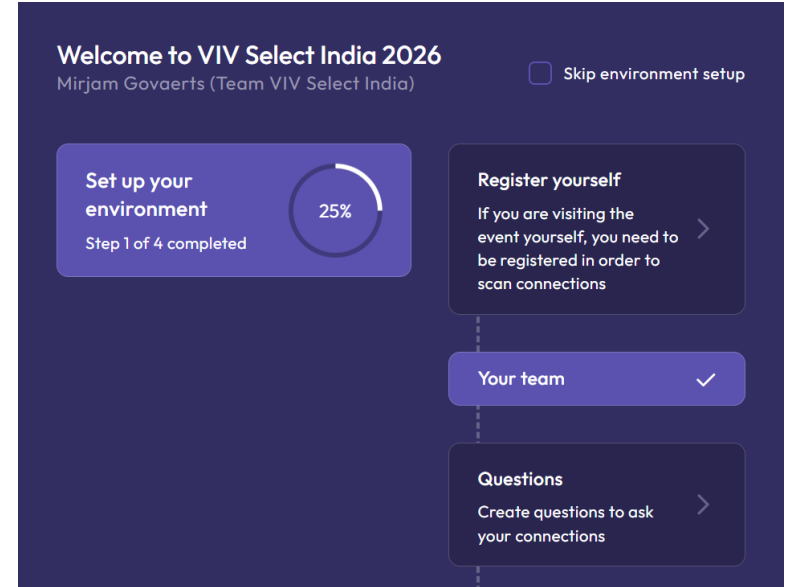 Welcome to VIV Select India 2026
Mirjam Govaerts (Team VIV Select India)
Skip environment setup
Set up your
environment
Step 1 of 4 completed
25%
Register yourself
If you are visiting the
event yourself, you need to
be registered in order to
scan connections
Your team
Questions
Create questions to ask
your connections